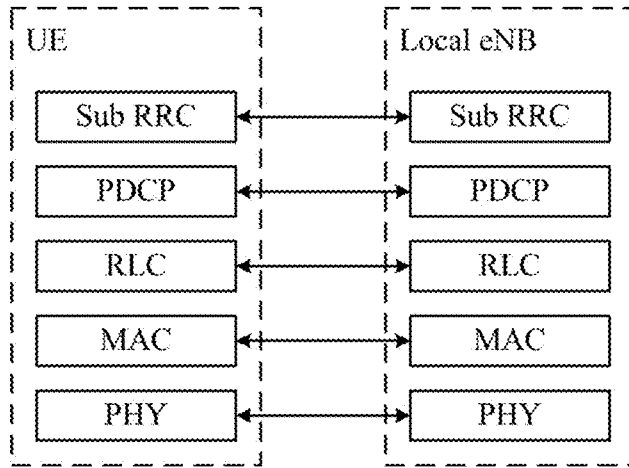 UE
Local eNB
Sub RRC
Sub RRC
PDCP
PDCP
RLC
RLC
MAC
MAC
PHY
PHY